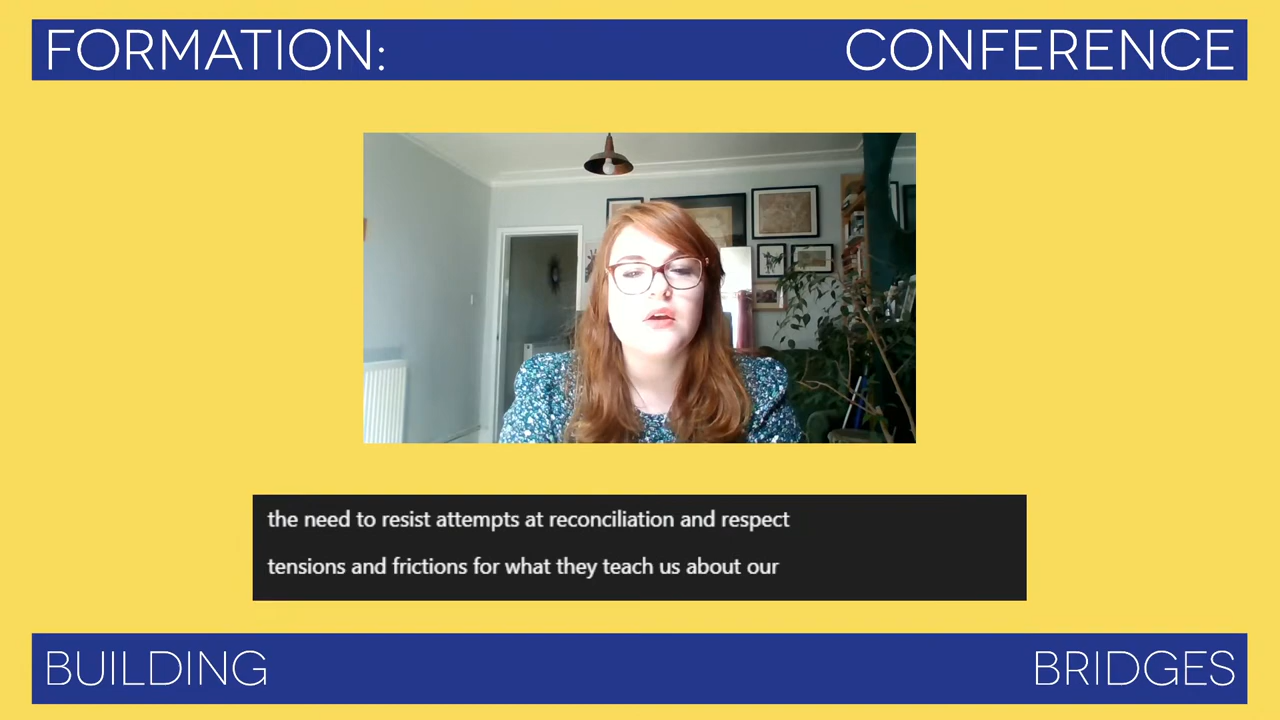 FORMATION: CONFERENCE
the need to resist attempts at reconciliation and respect
tensions and frictions for what they teach us about our
BUILDING BRIDGES